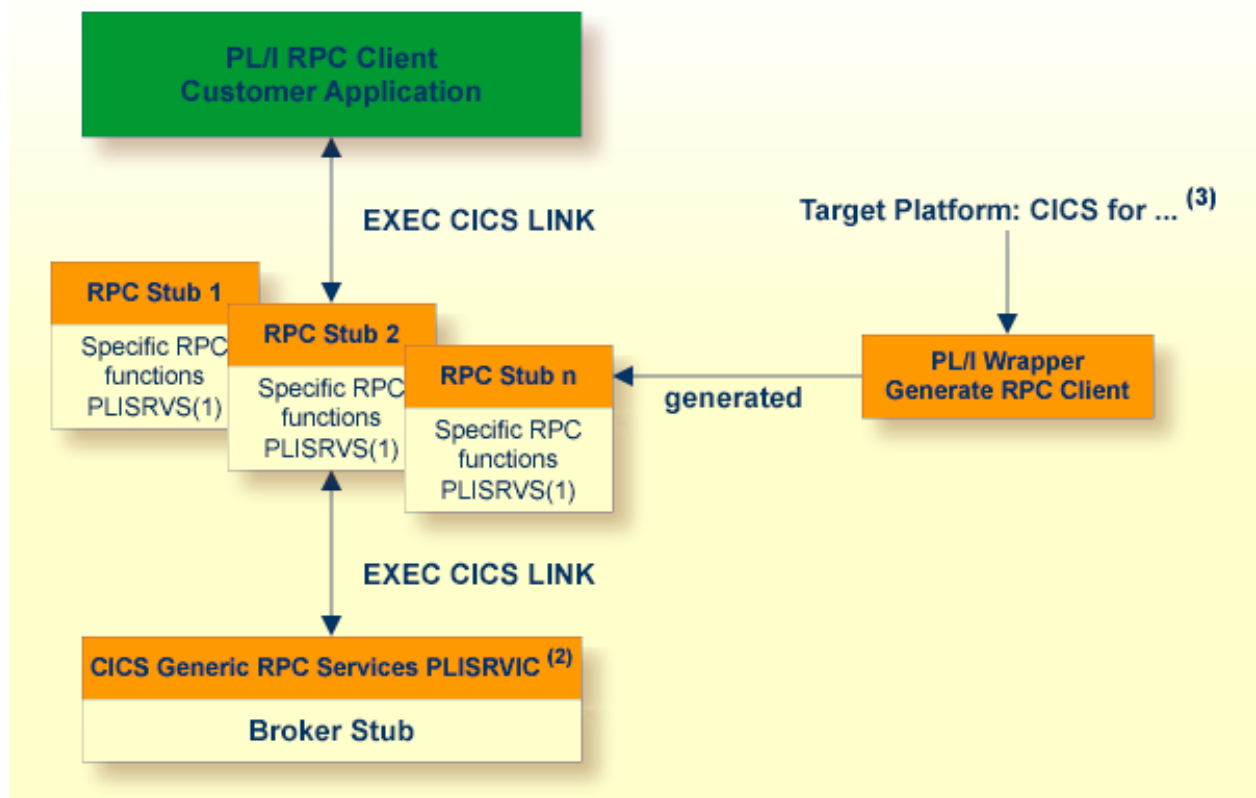 PL/I RPC Client
Customer Application
EXEC CICS LINK
Target Platform: CICS for ... (3)
RPC Stub 1
Specific RPC
functions
PLISRVS(1)
RPC Stub 2
Specific RPC
functions
PLISRVS(1)
RPC Stub n
Specific RPC
functions
PLISRVS(1)
generated
PL/I Wrapper
Generate RPC Client
EXEC CICS LINK
CICS Generic RPC Services PLISRVIC (2)
Broker Stub